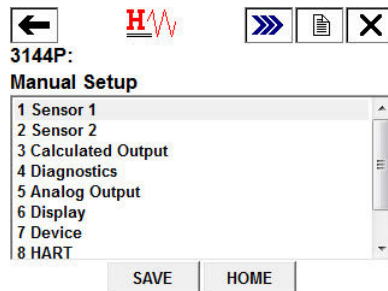 H
3144P:
Manual Setup
1 Sensor 1
2 Sensor 2
3 Calculated Output
4 Diagnostics
5 Analog Output
6 Display
7 Device
8 HART
SAVE HOME